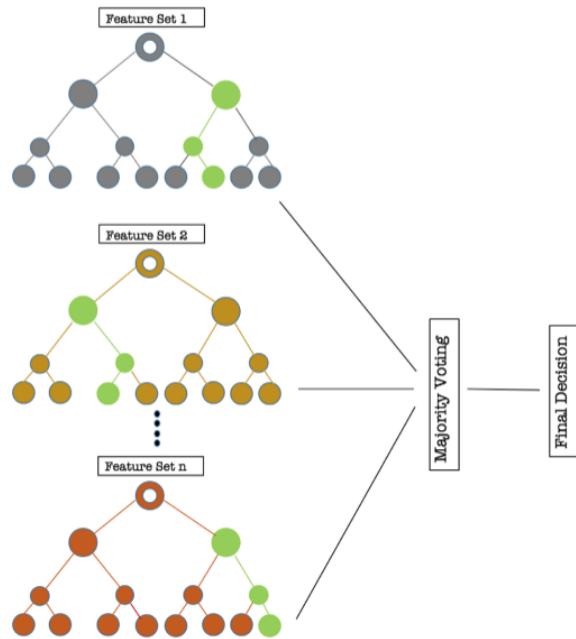 Feature Set 1
Feature Set 2
Feature Set n
Majority Voting
Final Decision